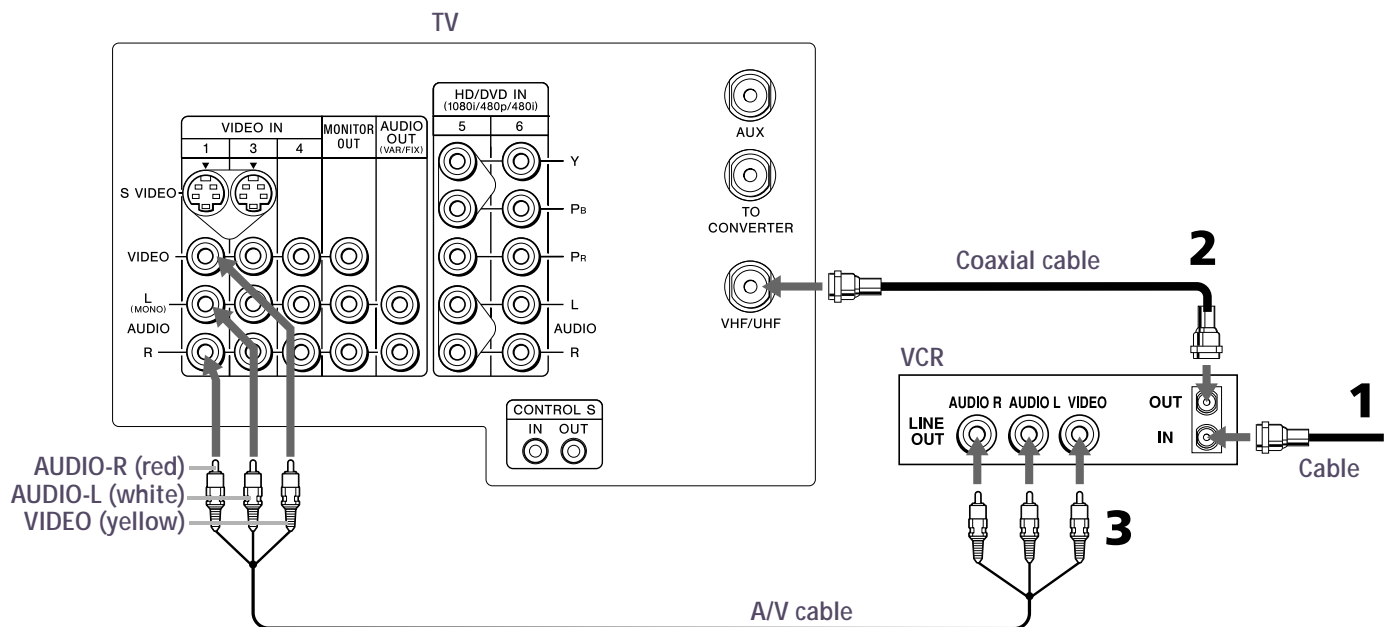 TV
HD/DVD IN
(1080i/480p/480i)
5 6
VIDEO IN
1 3 4
MONITOR
OUT
AUDIO
OUT
(VAR/FIX)
S VIDEO
VIDEO
L
(MONO)
AUDIO
R
Y
PB
PR
L
AUDIO
R
AUX
TO
CONVERTER
VHF/UHF
CONTROL S
IN OUT
Coaxial cable
2
VCR
LINE
OUT
AUDIO R AUDIO L VIDEO
OUT
IN
1
Cable
AUDIO-R (red)
AUDIO-L (white)
VIDEO (yellow)
3
A/V cable